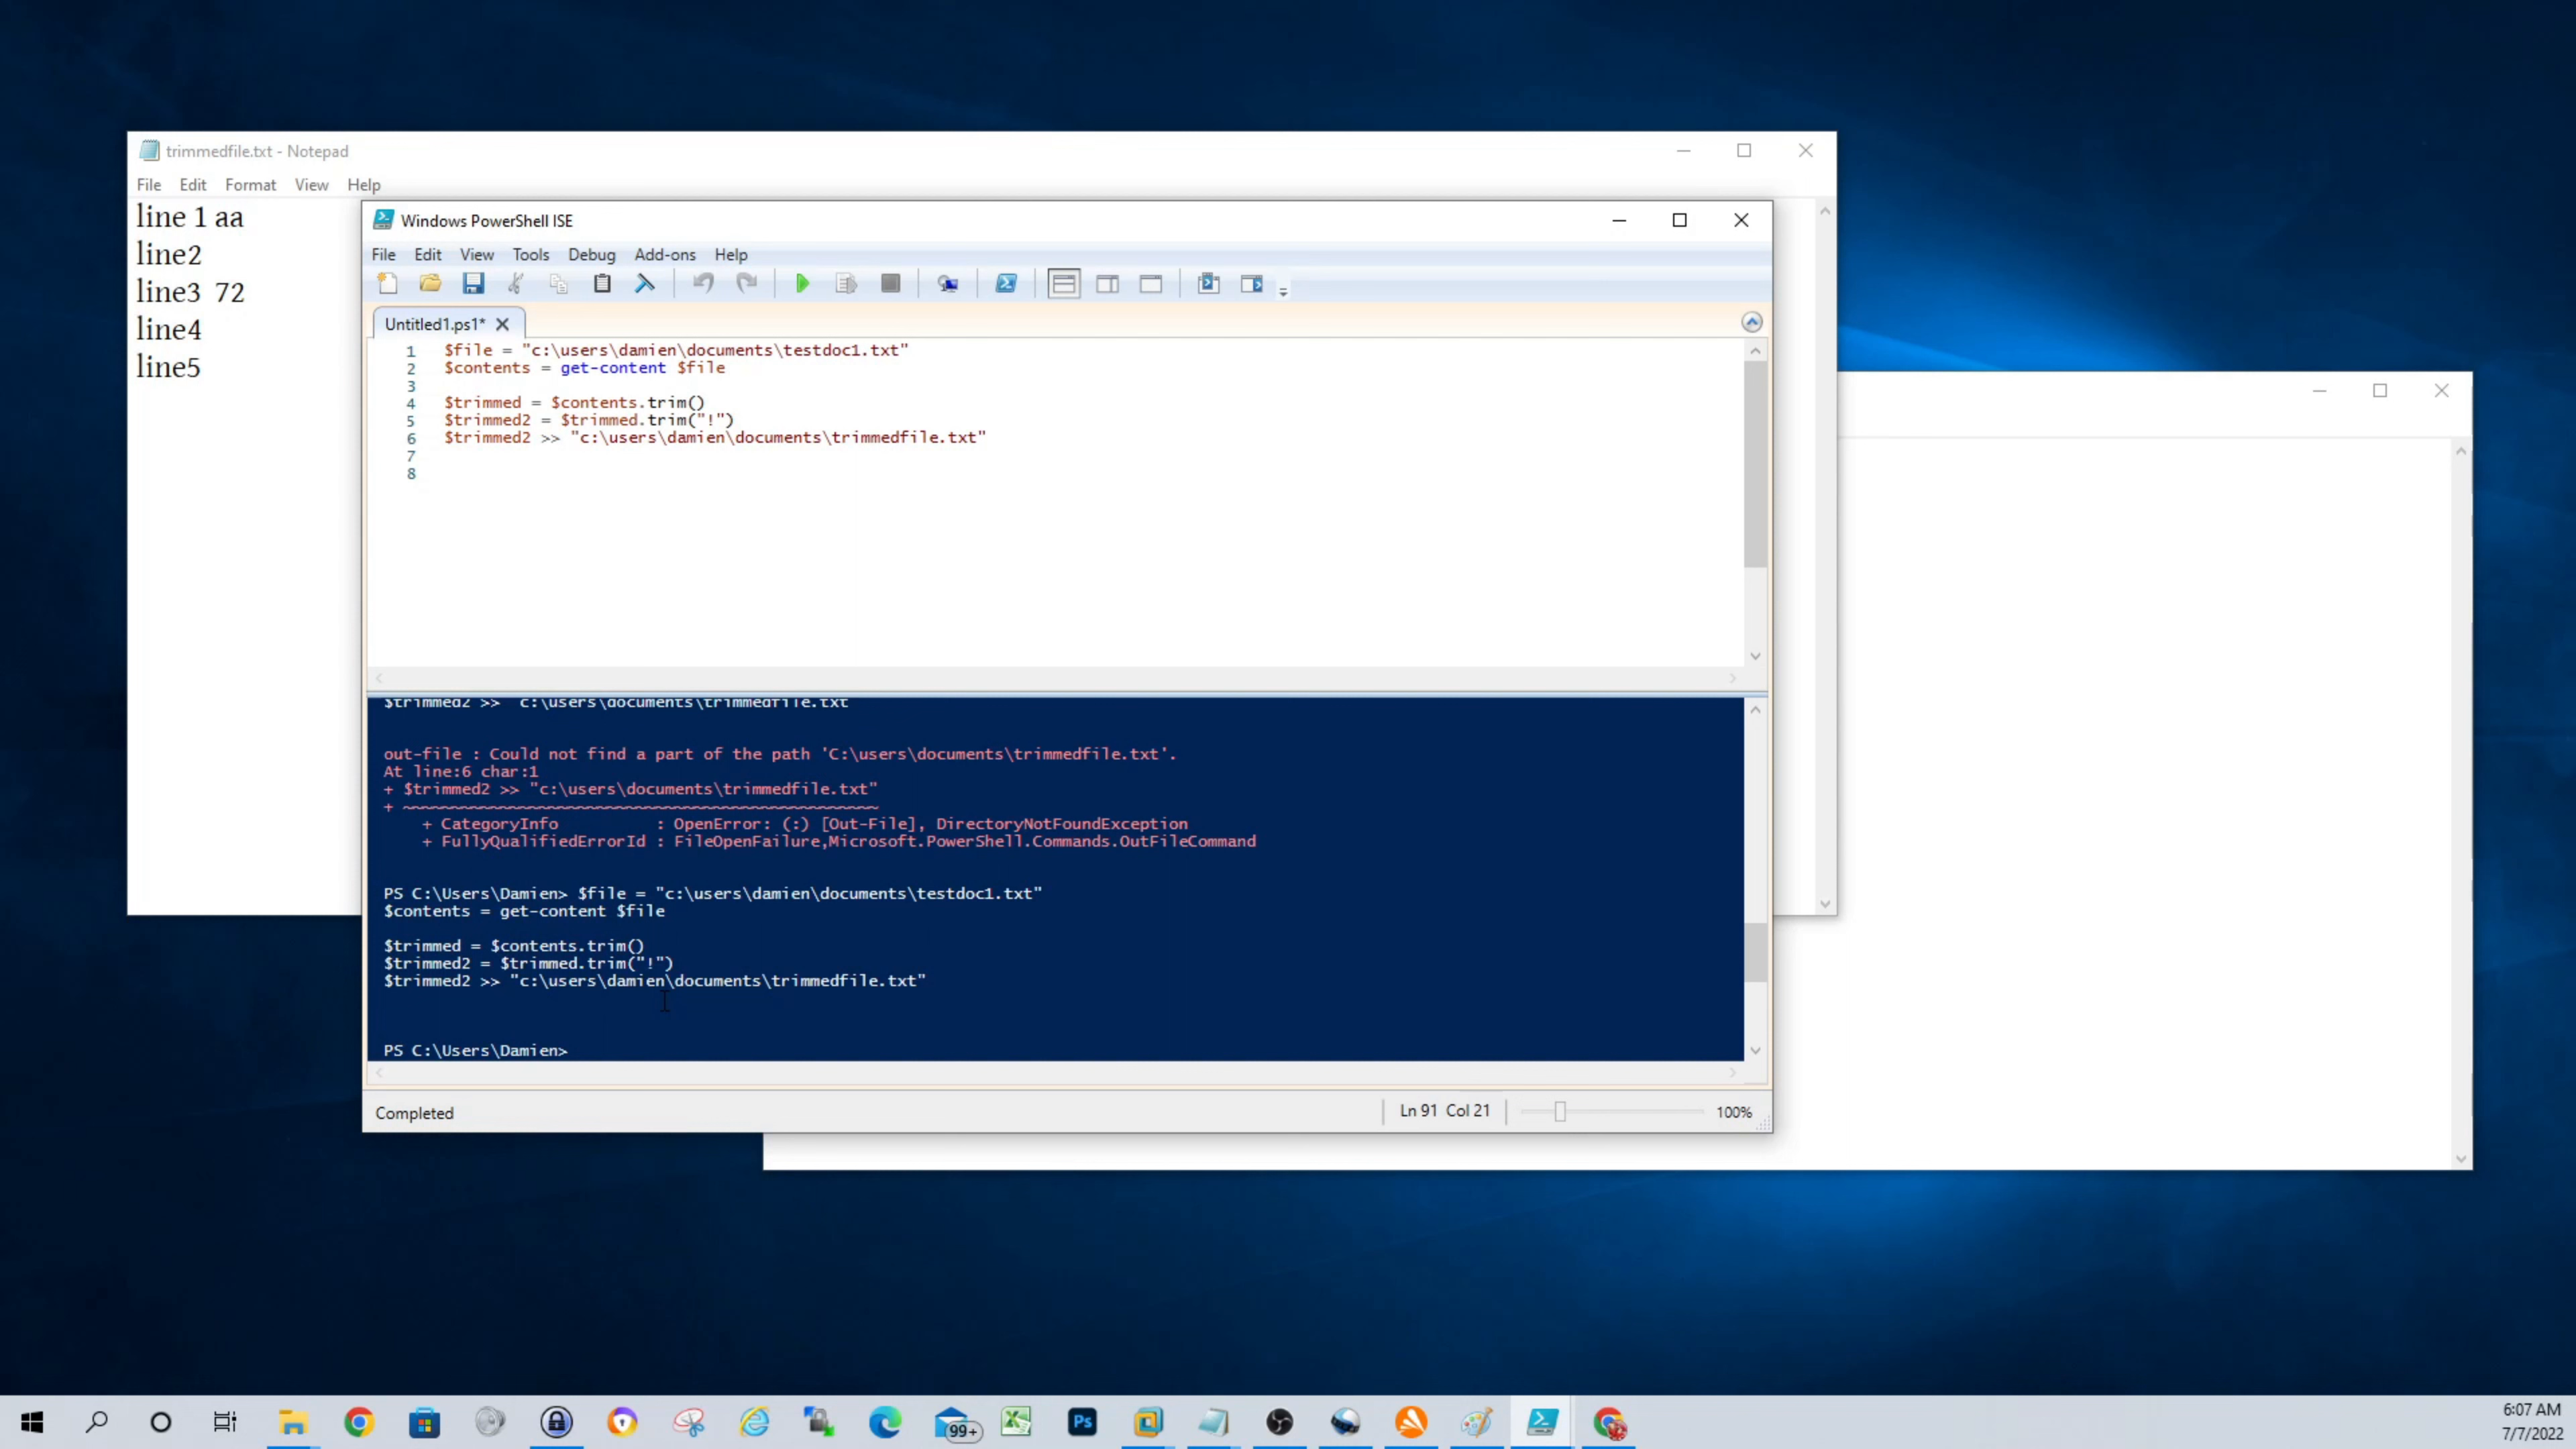 trimmedfile.txt - Notepad
File Edit Format View Help
line 1 aa
line2
line3  72
line4
line5
Windows PowerShell ISE
File Edit View Tools Debug Add-ons Help
Untitled1.ps1*
1 $file = "c:\users\damien\documents\testdoc1.txt"
2 $contents = get-content $file
3
4 $trimmed = $contents.trim()
5 $trimmed2 = $trimmed.trim("!")
6 $trimmed2 >> "c:\users\damien\documents\trimmedfile.txt"
7
8
$trimmed2 >> c:\users\documents\trimmedfile.txt
out-file : Could not find a part of the path 'C:\users\documents\trimmedfile.txt'.
At line:6 char:1
+ $trimmed2 >> "c:\users\documents\trimmedfile.txt"
+ ~~~~~~~~~~~~~~~~~~~~~~~~~~~~~~~~~~~~~~~~~~~~~~~~~
+ CategoryInfo          : OpenError: (:) [Out-File], DirectoryNotFoundException
+ FullyQualifiedErrorId : FileOpenFailure,Microsoft.PowerShell.Commands.OutFileCommand
PS C:\Users\Damien> $file = "c:\users\damien\documents\testdoc1.txt"
$contents = get-content $file
$trimmed = $contents.trim()
$trimmed2 = $trimmed.trim("!")
$trimmed2 >> "c:\users\damien\documents\trimmedfile.txt"
PS C:\Users\Damien>
Completed
Ln 91 Col 21
100%
99+
Ps
6:07 AM
7/7/2022